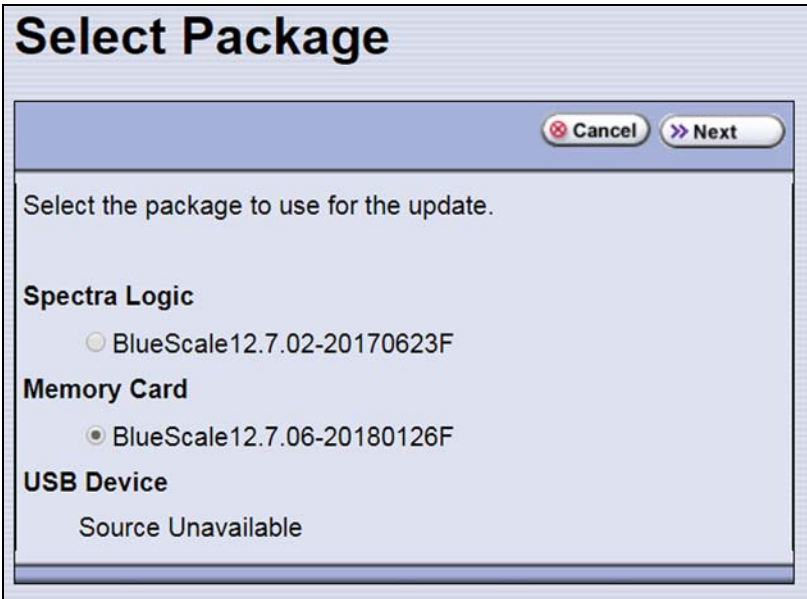 Select Package
Cancel
Next
Select the package to use for the update.
Spectra Logic
BlueScale12.7.02-20170623F
Memory Card
BlueScale12.7.06-20180126F
USB Device
Source Unavailable